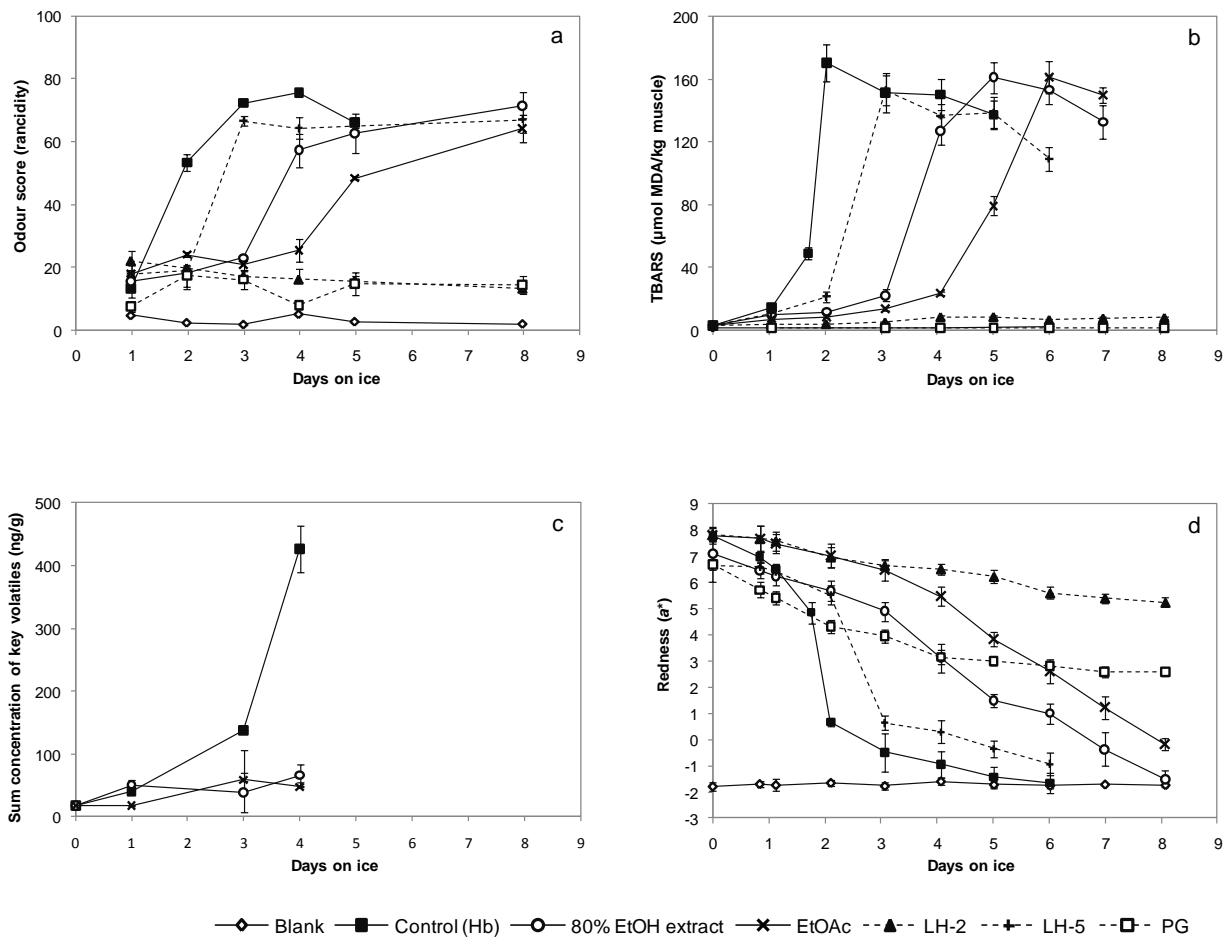 a
100
80
60
40
20
0
0 1 2 3 4 5 6 7 8 9
Odour score (rancidity)
Days on ice
b
200
160
120
80
40
0
0 1 2 3 4 5 6 7 8 9
TBARS (µmol MDA/kg muscle)
Days on ice
c
500
400
300
200
100
0
0 1 2 3 4 5 6 7 8 9
Sum concentration of key volatiles (ng/g)
Days on ice
d
9
8
7
6
5
4
3
2
1
0
-1
-2
-3
0 1 2 3 4 5 6 7 8 9
Redness (a*)
Days on ice
Blank Control (Hb) 80% EtOH extract EtOAc LH-2 LH-5 PG